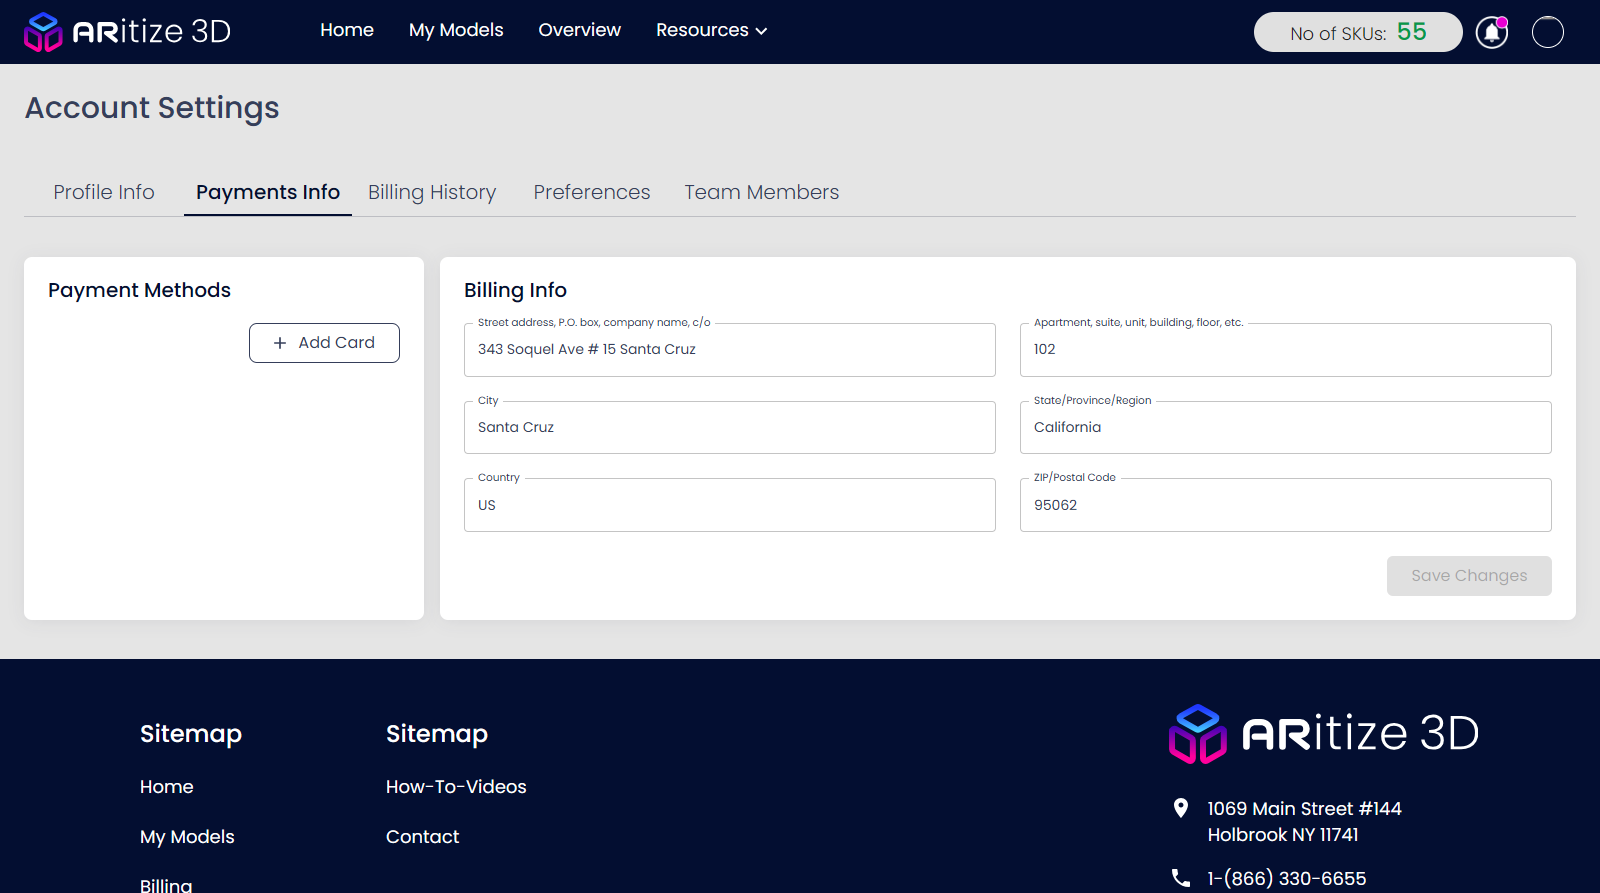 ARitize 3D
Home
My Models
Overview
Resources
No of SKUs: 55
Account Settings
Profile Info
Payments Info
Billing History
Preferences
Team Members
Payment Methods
+ Add Card
Billing Info
Street address, P.O. box, company name, c/o
343 Soquel Ave # 15 Santa Cruz
Apartment, suite, unit, building, floor, etc.
102
City
Santa Cruz
State/Province/Region
California
Country
US
ZIP/Postal Code
95062
Save Changes
Sitemap
Home
My Models
Billing
Sitemap
How-To-Videos
Contact
ARitize 3D
1069 Main Street #144
Holbrook NY 11741
1-(866) 330-6655